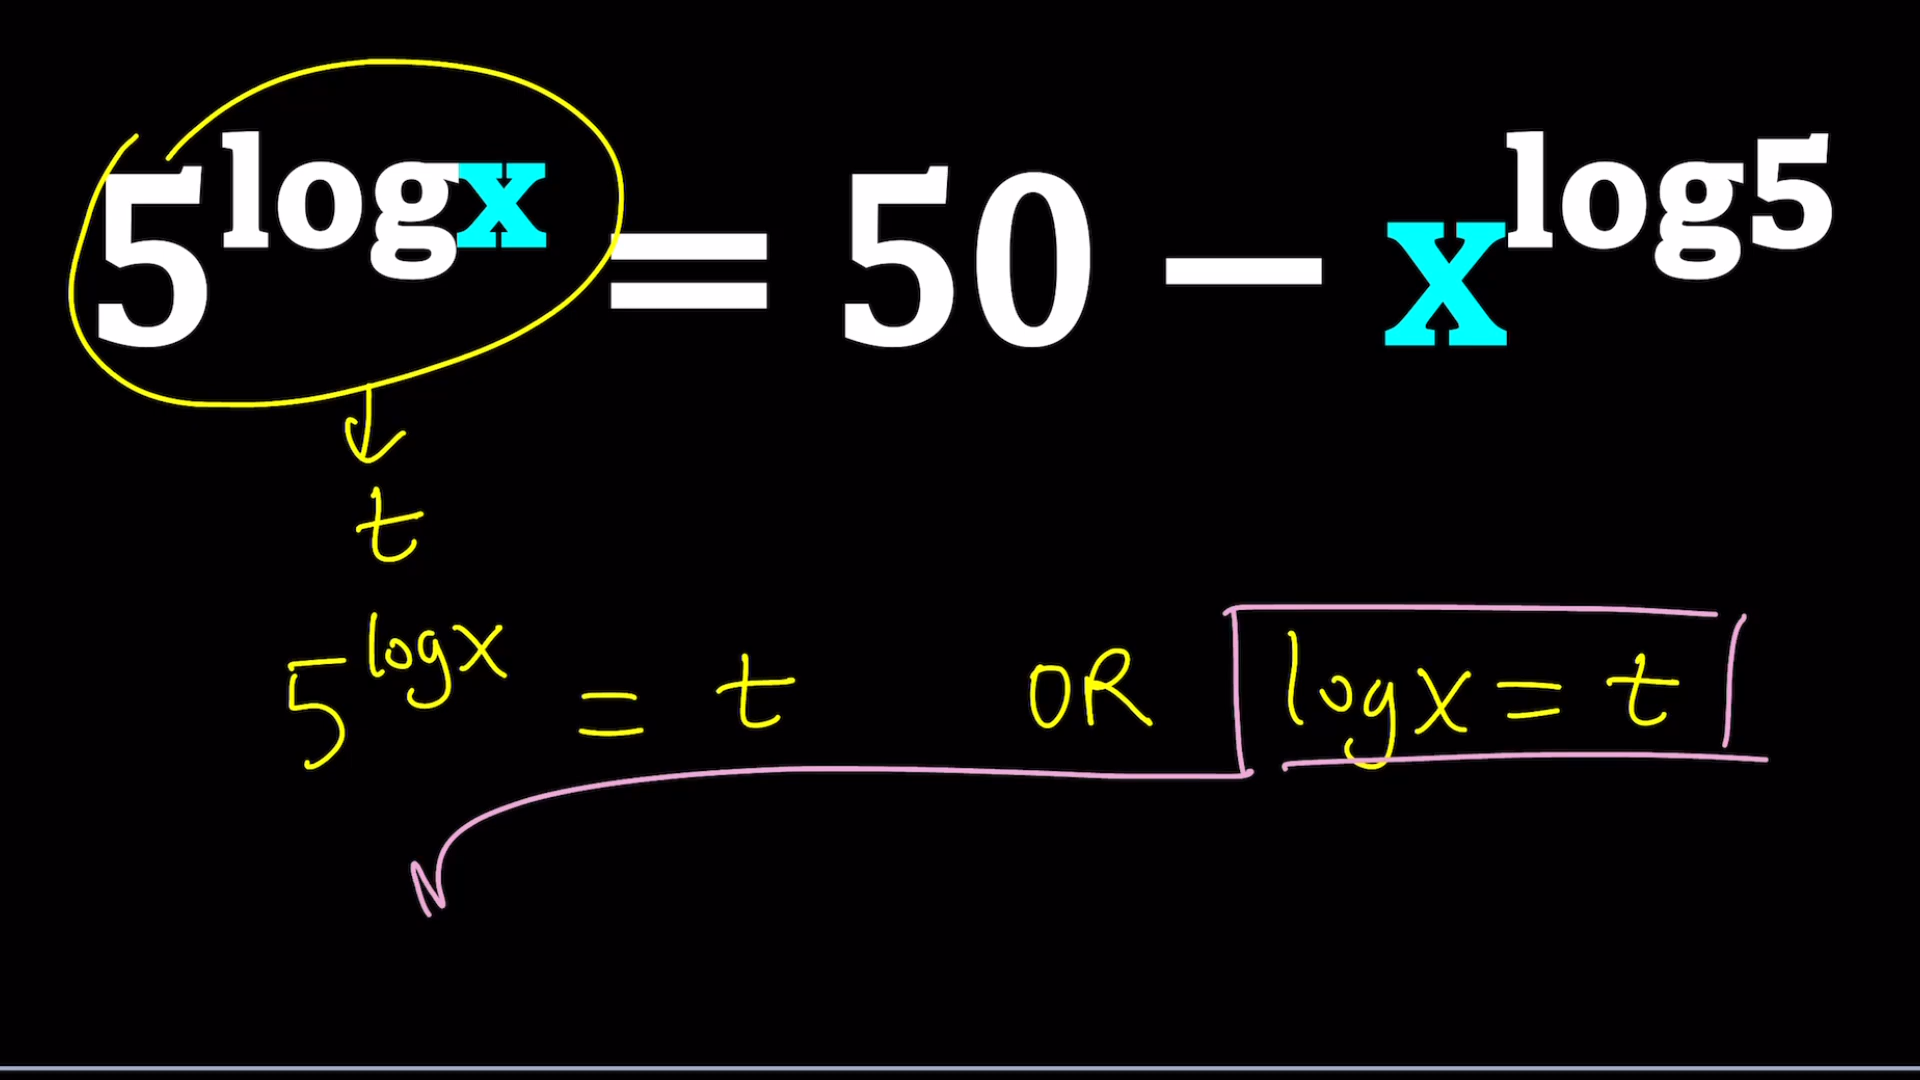 5^logx = 50 − x^log5
t
5^logx = t OR logx = t